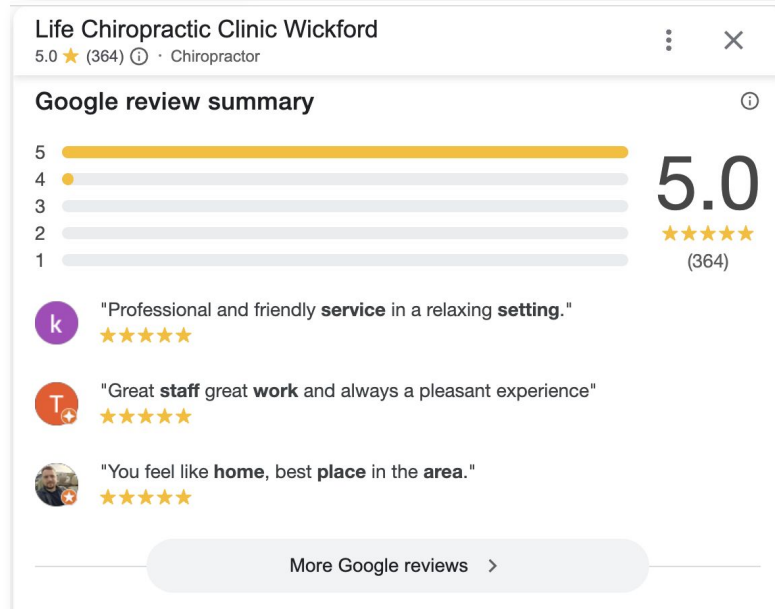 Life Chiropractic Clinic Wickford
5.0 ★ (364) ⓘ · Chiropractor
Google review summary
5
4
3
2
1
5.0
(364)
k
"Professional and friendly service in a relaxing setting."
T
"Great staff great work and always a pleasant experience"
"You feel like home, best place in the area."
More Google reviews